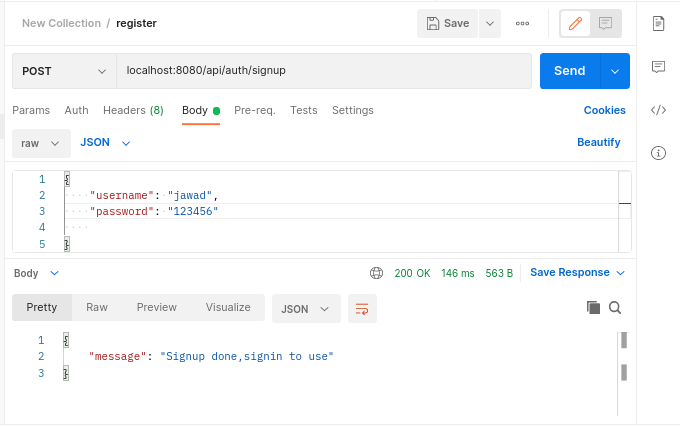 New Collection / register
Save
POST
localhost:8080/api/auth/signup
Send
Params Auth Headers (8) Body Pre-req. Tests Settings Cookies
raw JSON Beautify
1 {
2 "username": "jawad",
3 "password": "123456"
4
5 }
Body 200 OK 146 ms 563 B Save Response
Pretty Raw Preview Visualize JSON
1 {
2 "message": "Signup done,signin to use"
3 }